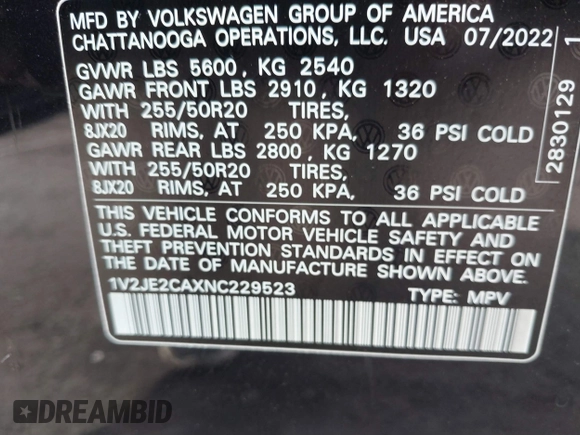 MFD BY VOLKSWAGEN GROUP OF AMERICA
CHATTANOOGA OPERATIONS, LLC. USA 07/2022
GVWR LBS 5600, KG 2540
GAWR FRONT LBS 2910, KG 1320
WITH 255/50R20 TIRES,
8JX20 RIMS, AT 250 KPA, 36 PSI COLD
GAWR REAR LBS 2800, KG 1270
WITH 255/50R20 TIRES,
8JX20 RIMS, AT 250 KPA, 36 PSI COLD
THIS VEHICLE CONFORMS TO ALL APPLICABLE
U.S. FEDERAL MOTOR VEHICLE SAFETY AND
THEFT PREVENTION STANDARDS IN EFFECT ON
THE DATE OF MANUFACTURE SHOWN ABOVE.
1V2JE2CAXNC229523 TYPE: MPV
2830129 1
DREAMBID